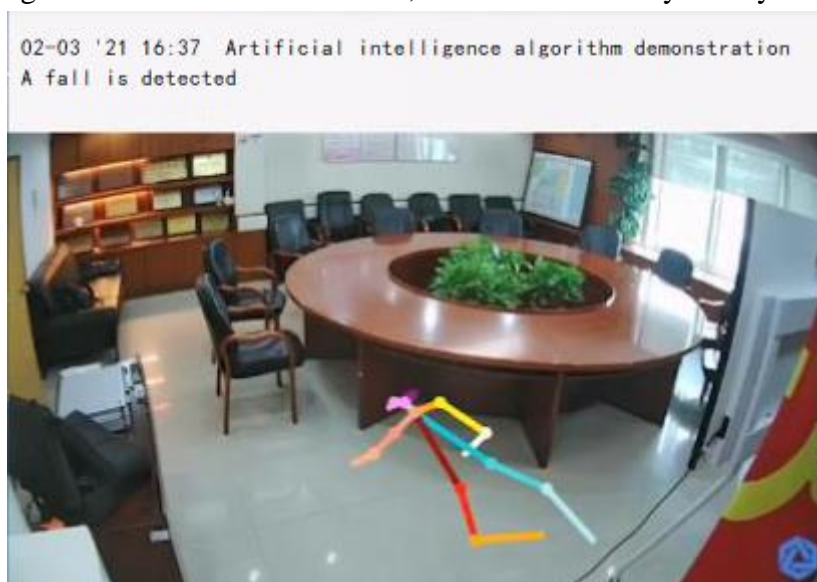 02-03 '21 16:37 Artificial intelligence algorithm demonstration
A fall is detected